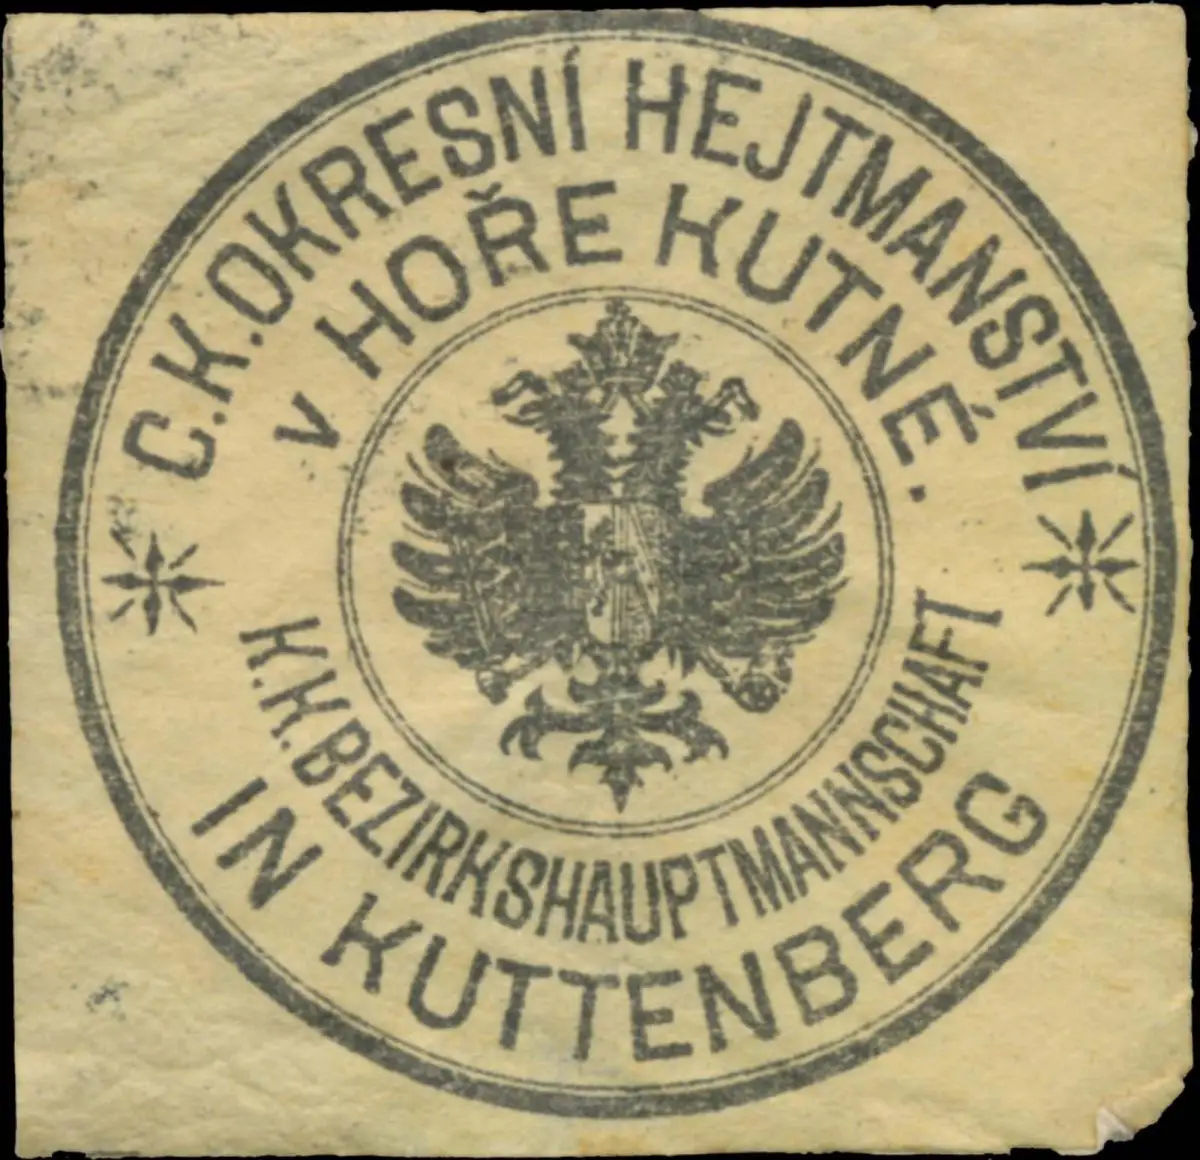 C.K.OKRESNÍ HEJTMANSTVÍ
V HOŘE KUTNÉ.
K.K.BEZIRKSHAUPTMANNSCHAFT
IN KUTTENBERG